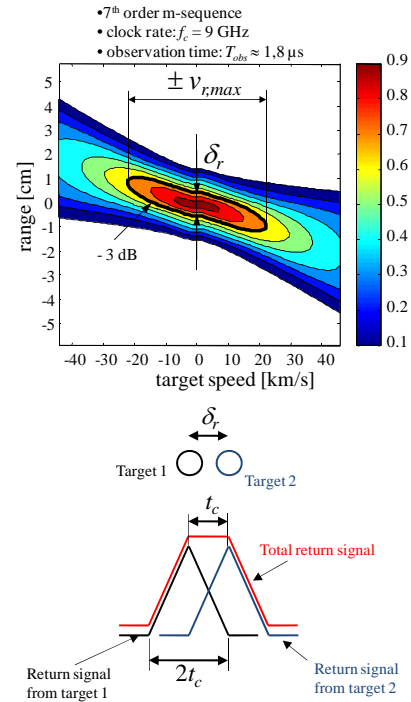 •7th order m-sequence
• clock rate: fc = 9 GHz
• observation time: Tobs ≈ 1,8 µs
± vr,max
δr
- 3 dB
range [cm]
5
4
3
2
1
0
-1
-2
-3
-4
-5
-40 -30 -20 -10 0 10 20 30 40
target speed [km/s]
0.9
0.8
0.7
0.6
0.5
0.4
0.3
0.2
0.1
δr
Target 1
Target 2
tc
Total return signal
2tc
Return signal
from target 1
Return signal
from target 2